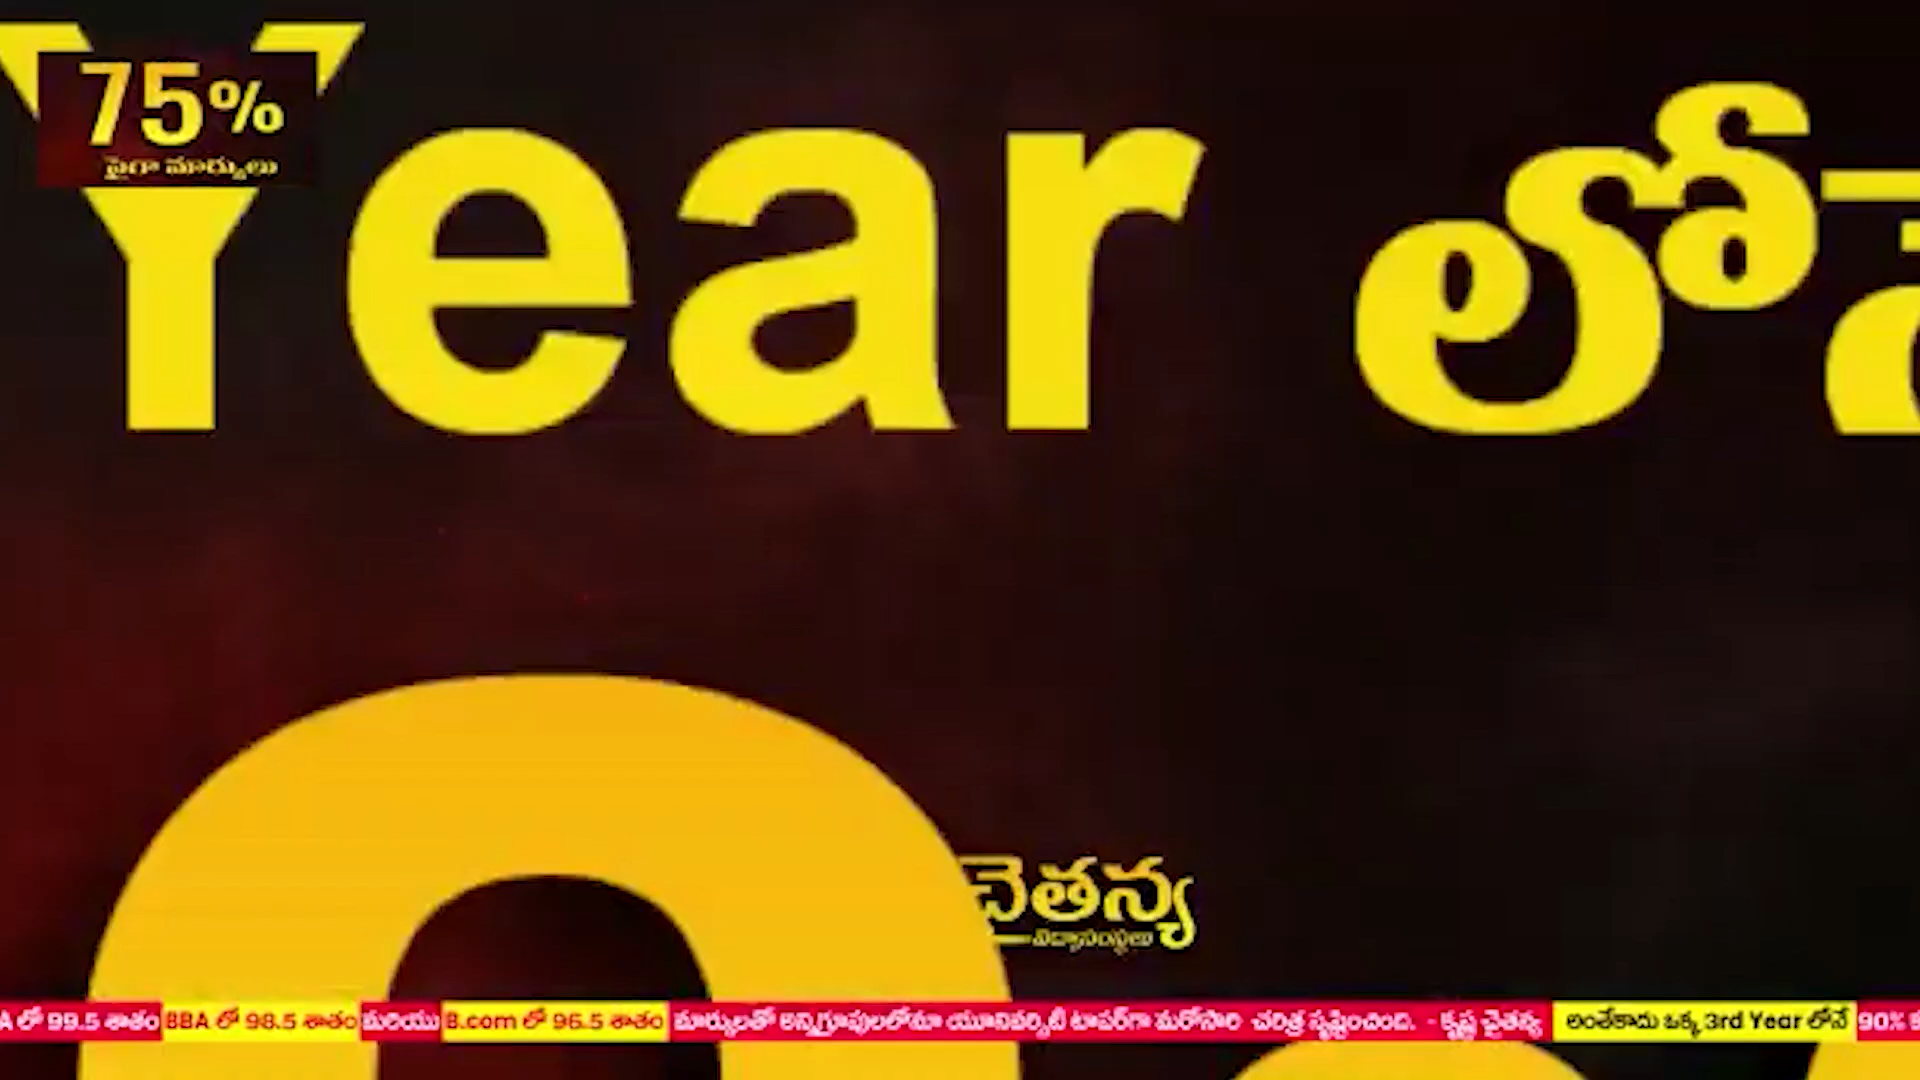 Year లో
75%
పైగా మార్కులు
చైతన్య
విద్యాసంస్థలు
A లో 99.5 శాతం BBA లో 98.5 శాతం మరియు B.com లో 96.5 శాతం మార్కులతో అన్నిగ్రూపులలోనూ యూనివర్సిటీ టాపర్‌గా మరోసారి చరిత్ర సృష్టించింది. - కృష్ణ చైతన్య అంతేకాదు ఒక్క 3rd Year లోనే 90%